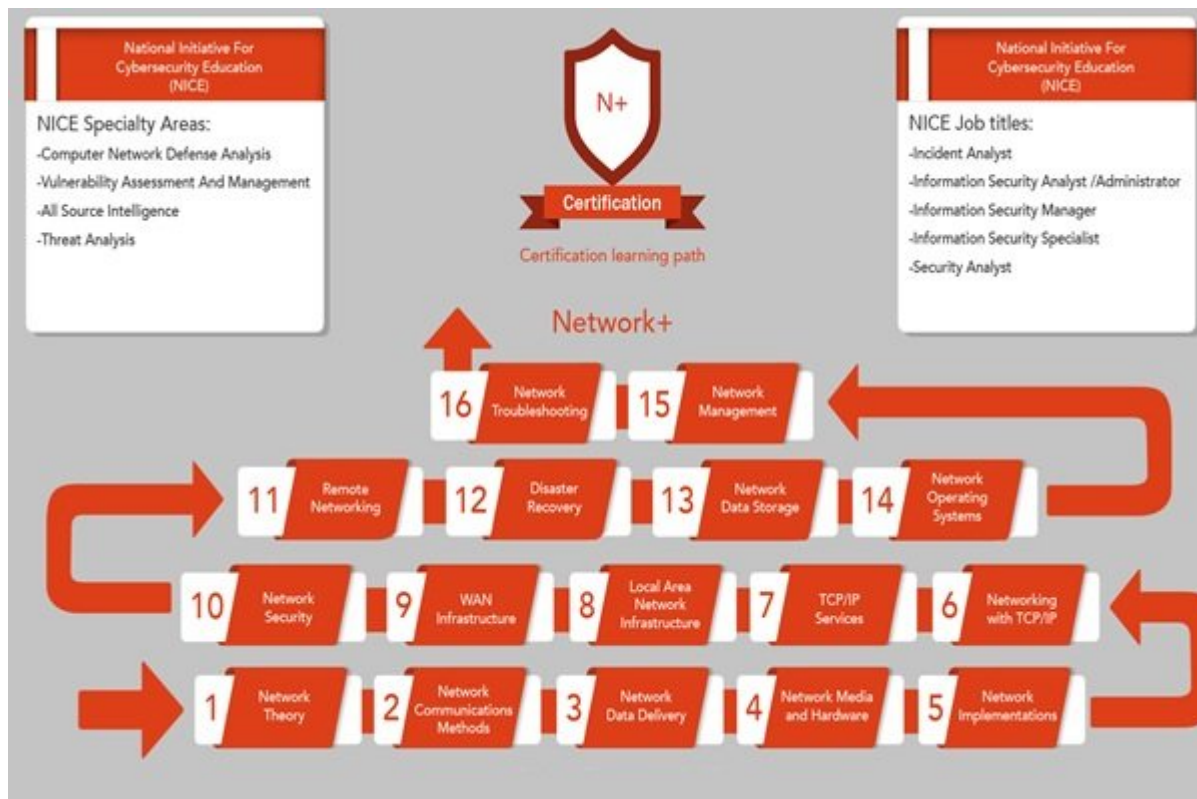 National Initiative For
Cybersecurity Education
(NICE)
NICE Specialty Areas:
-Computer Network Defense Analysis
-Vulnerability Assessment And Management
-All Source Intelligence
-Threat Analysis
N+
Certification
Certification learning path
National Initiative For
Cybersecurity Education
(NICE)
NICE Job titles:
-Incident Analyst
-Information Security Analyst /Administrator
-Information Security Manager
-Information Security Specialist
-Security Analyst
Network+
16
Network
Troubleshooting
15
Network
Management
11
Remote
Networking
12
Disaster
Recovery
13
Network
Data Storage
14
Network
Operating
Systems
10
Network
Security
9
WAN
Infrastructure
8
Local Area
Network
Infrastructure
7
TCP/IP
Services
6
Networking
with TCP/IP
1
Network
Theory
2
Network
Communications
Methods
3
Network
Data Delivery
4
Network Media
and Hardware
5
Network
Implementations